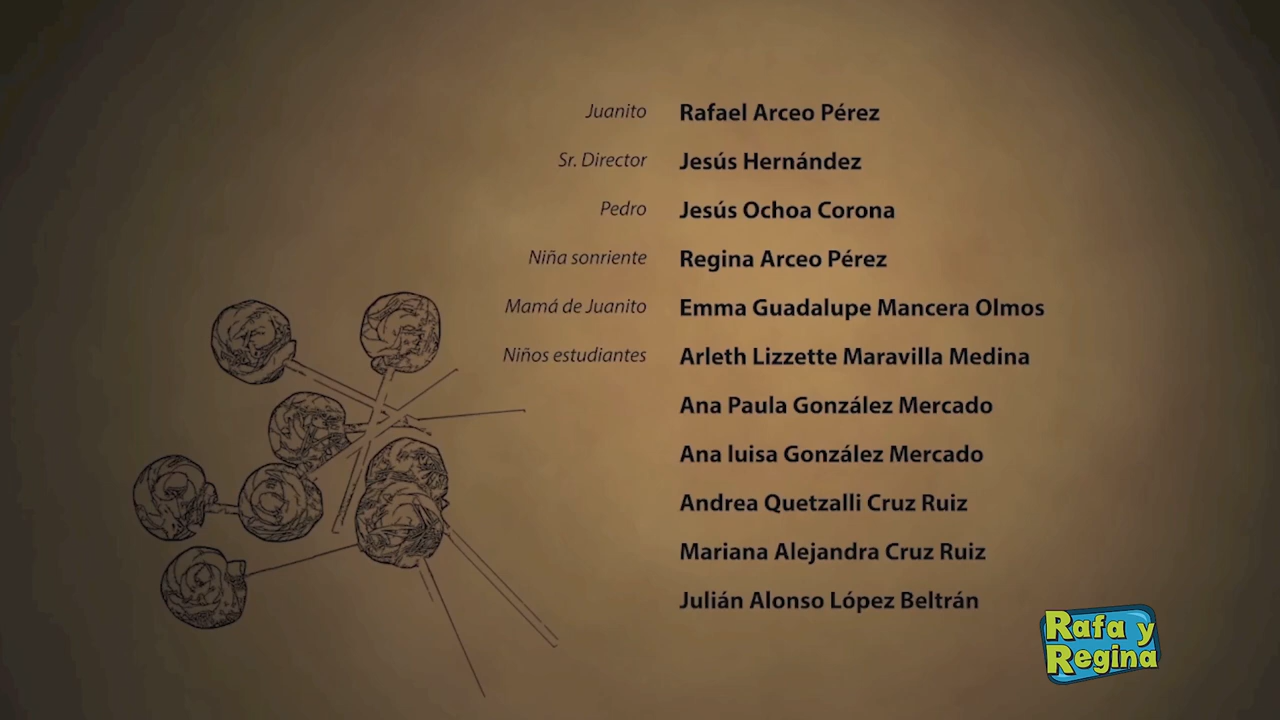 Juanito Rafael Arceo Pérez
Sr. Director Jesús Hernández
Pedro Jesús Ochoa Corona
Niña sonriente Regina Arceo Pérez
Mamá de Juanito Emma Guadalupe Mancera Olmos
Niños estudiantes Arleth Lizzette Maravilla Medina
Ana Paula González Mercado
Ana luisa González Mercado
Andrea Quetzalli Cruz Ruiz
Mariana Alejandra Cruz Ruiz
Julián Alonso López Beltrán
Rafa y
Regina